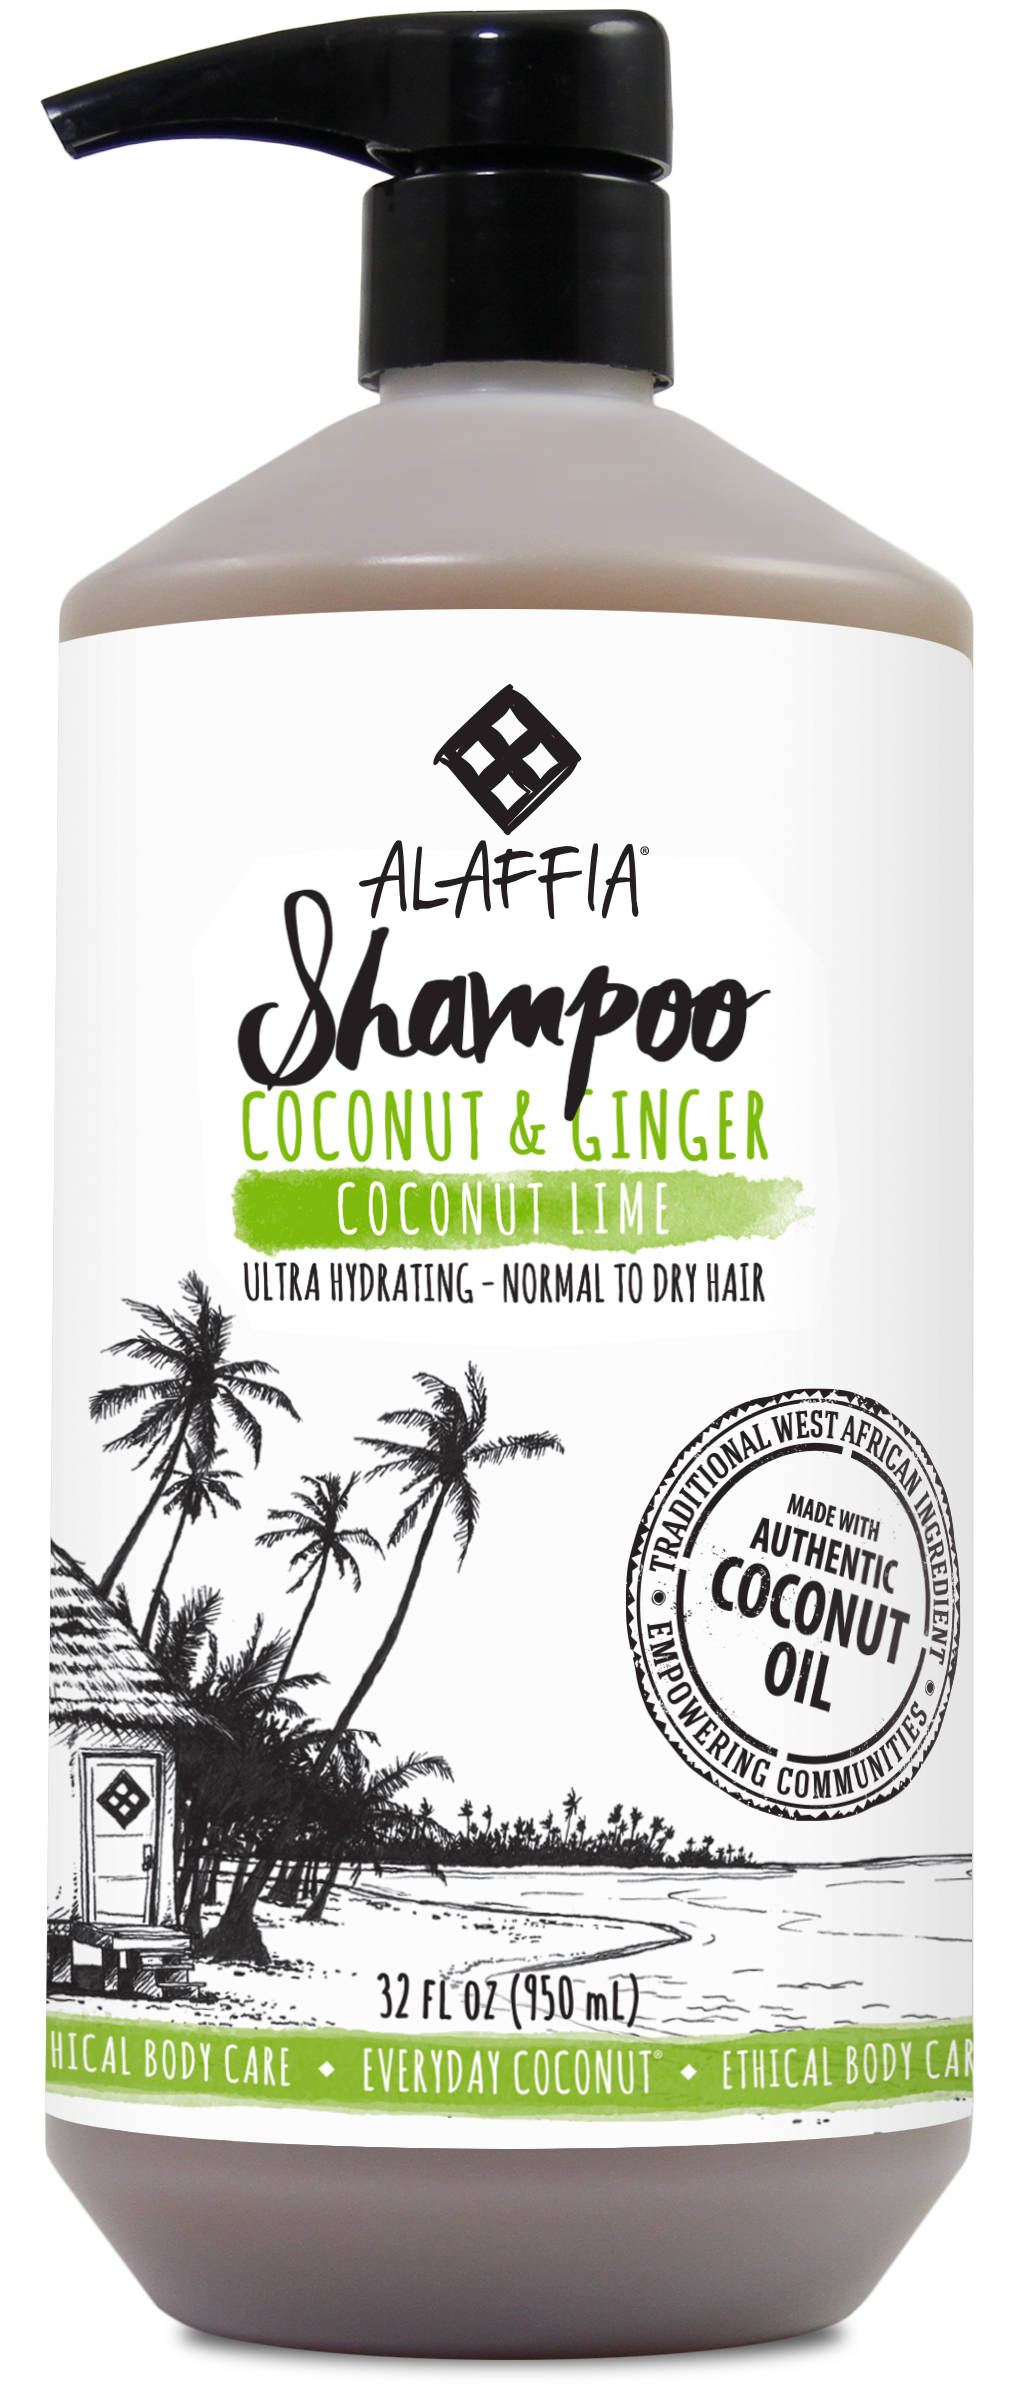 ALAFFIA®
Shampoo
COCONUT & GINGER
COCONUT LIME
ULTRA HYDRATING - NORMAL TO DRY HAIR
TRADITIONAL WEST AFRICAN INGREDIENT
MADE WITH
AUTHENTIC
COCONUT
OIL
• EMPOWERING COMMUNITIES •
32 FL OZ (950 mL)
HICAL BODY CARE ◆ EVERYDAY COCONUT® ◆ ETHICAL BODY CAR